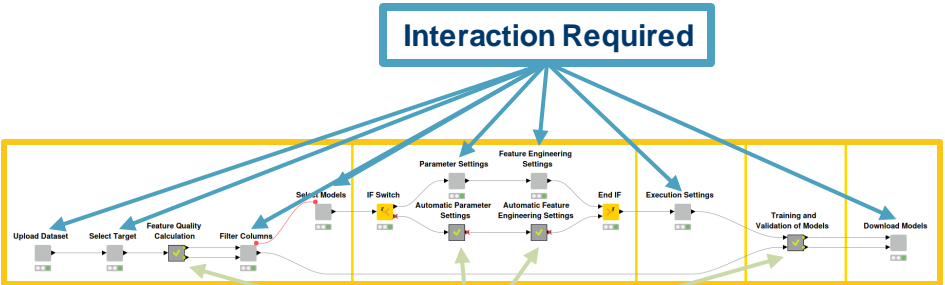 Interaction Required
Feature Engineering
Settings
Parameter Settings
Select Models
IF Switch
Automatic Parameter
Settings
Automatic Feature
Engineering Settings
End IF
Execution Settings
Upload Dataset
Select Target
Feature Quality
Calculation
Filter Columns
Training and
Validation of Models
Download Models